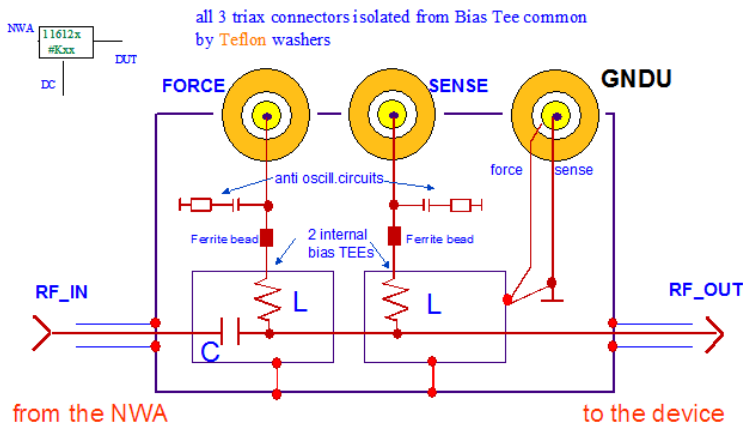 all 3 triax connectors isolated from Bias Tee common
by Teflon washers
NWA
11612x
#Kxx
DUT
DC
FORCE
SENSE
GNDU
force
sense
anti oscill.circuits
Ferrite bead
2 internal
bias TEEs
Ferrite bead
RF_IN
L
L
RF_OUT
C
from the NWA
to the device